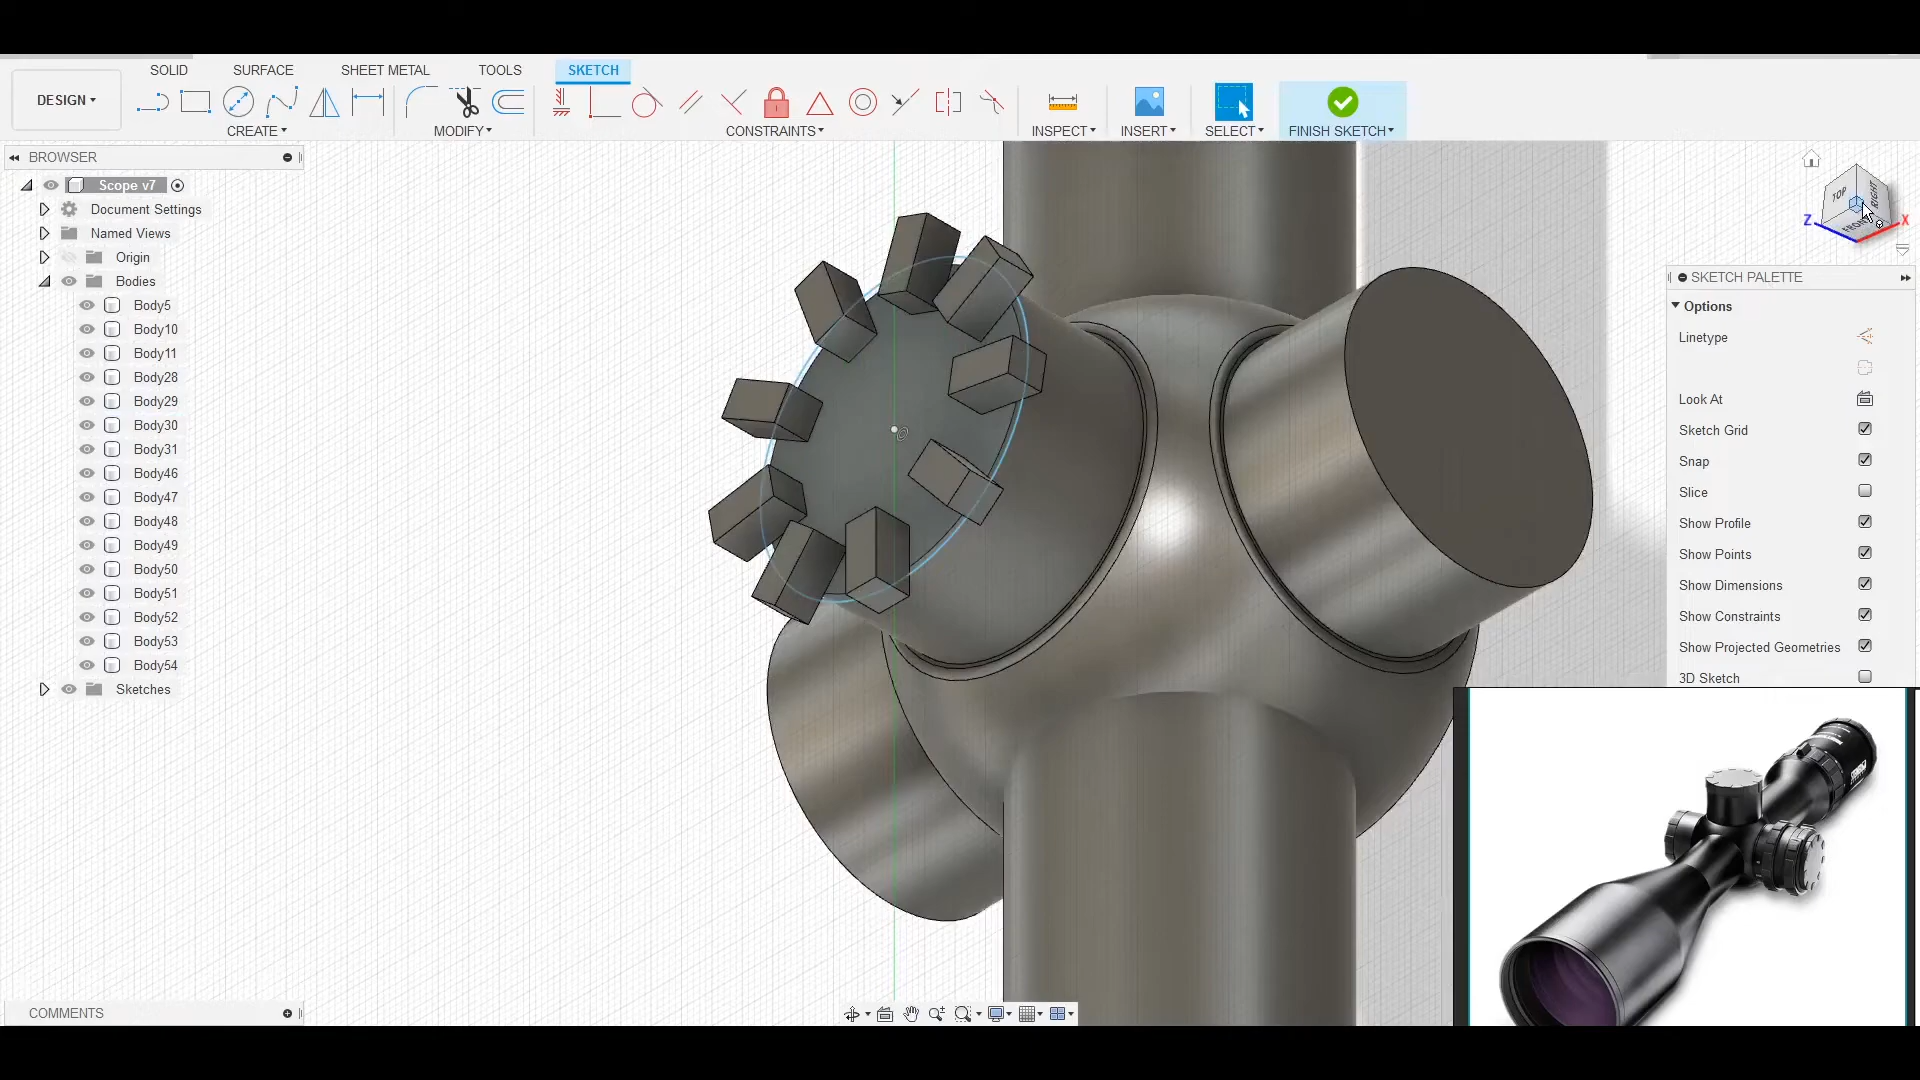 SOLID
SURFACE
SHEET METAL
TOOLS
SKETCH
DESIGN
CREATE
MODIFY
CONSTRAINTS
INSPECT
INSERT
SELECT
FINISH SKETCH
BROWSER
Scope v7
Document Settings
Named Views
Origin
Bodies
Body5
Body10
Body11
Body28
Body29
Body30
Body31
Body46
Body47
Body48
Body49
Body50
Body51
Body52
Body53
Body54
Sketches
COMMENTS
TOP
RIGHT
FRONT
Z
X
SKETCH PALETTE
Options
Linetype
Look At
Sketch Grid
Snap
Slice
Show Profile
Show Points
Show Dimensions
Show Constraints
Show Projected Geometries
3D Sketch